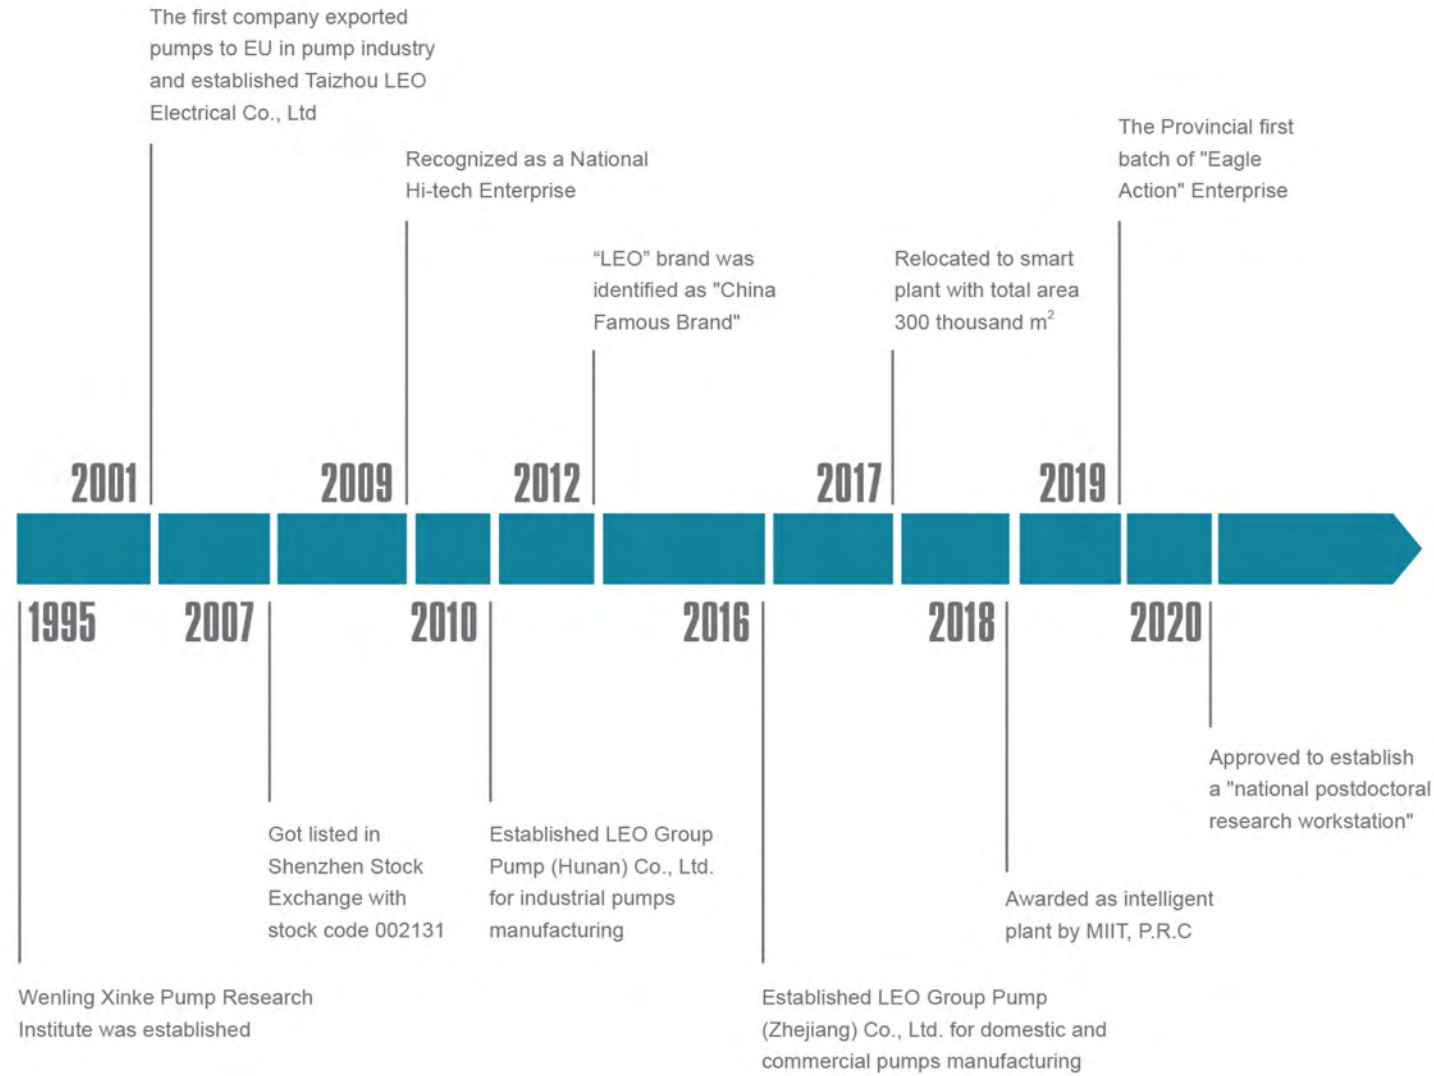 The first company exported
pumps to EU in pump industry
and established Taizhou LEO
Electrical Co., Ltd
Recognized as a National
Hi-tech Enterprise
“LEO” brand was
identified as "China
Famous Brand"
Relocated to smart
plant with total area
300 thousand m²
The Provincial first
batch of "Eagle
Action" Enterprise
2001
2009
2012
2017
2019
1995
2007
2010
2016
2018
2020
Wenling Xinke Pump Research
Institute was established
Got listed in
Shenzhen Stock
Exchange with
stock code 002131
Established LEO Group
Pump (Hunan) Co., Ltd.
for industrial pumps
manufacturing
Established LEO Group Pump
(Zhejiang) Co., Ltd. for domestic and
commercial pumps manufacturing
Awarded as intelligent
plant by MIIT, P.R.C
Approved to establish
a "national postdoctoral
research workstation"